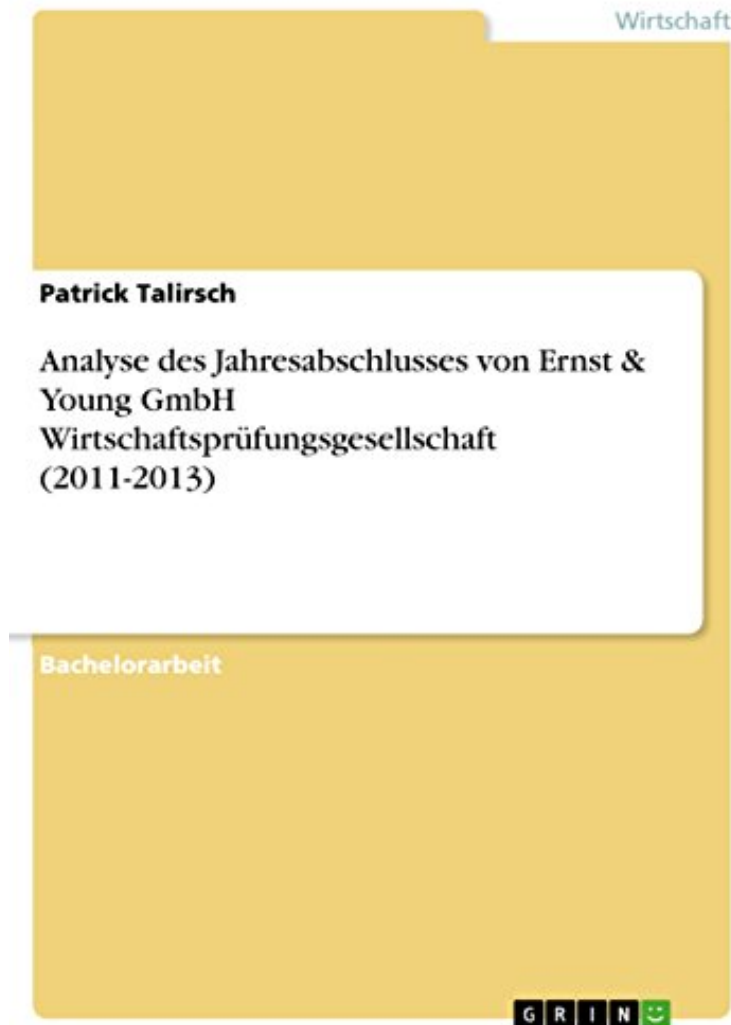 Wirtschaft
Patrick Talirsch
Analyse des Jahresabschlusses von Ernst &
Young GmbH
Wirtschaftsprüfungsgesellschaft
(2011-2013)
Bachelorarbeit
GRIN